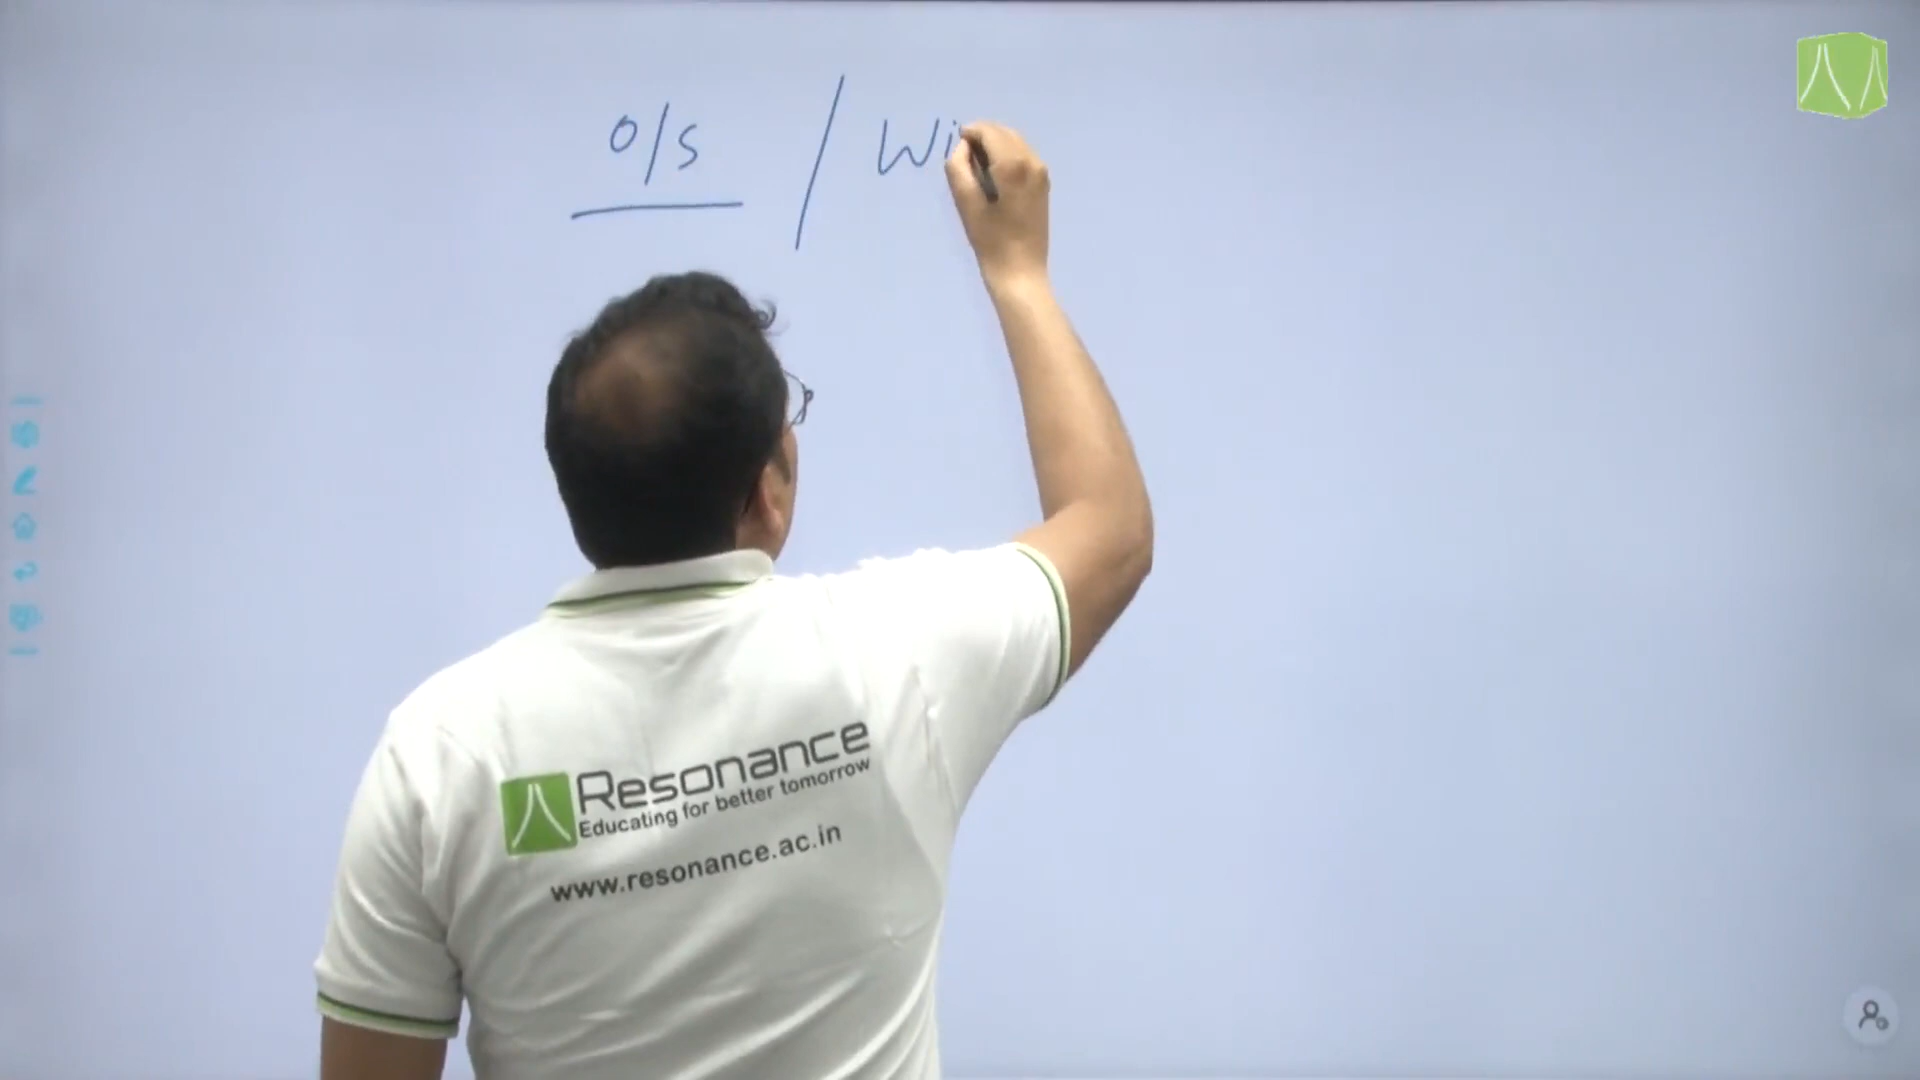 O/S / Wi
Resonance
Educating for better tomorrow
www.resonance.ac.in